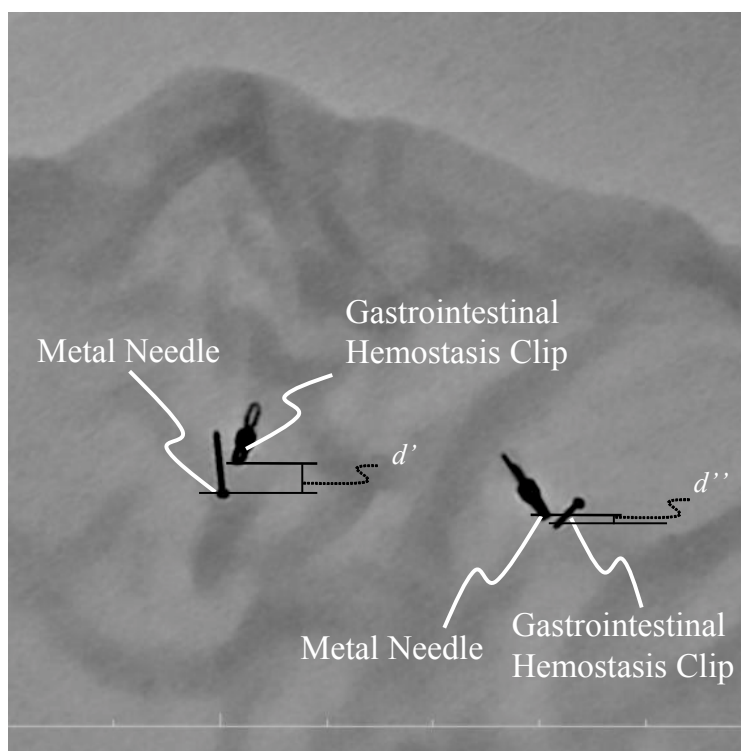 Gastrointestinal
Hemostasis Clip
Metal Needle
d'
d''
Metal Needle
Gastrointestinal
Hemostasis Clip